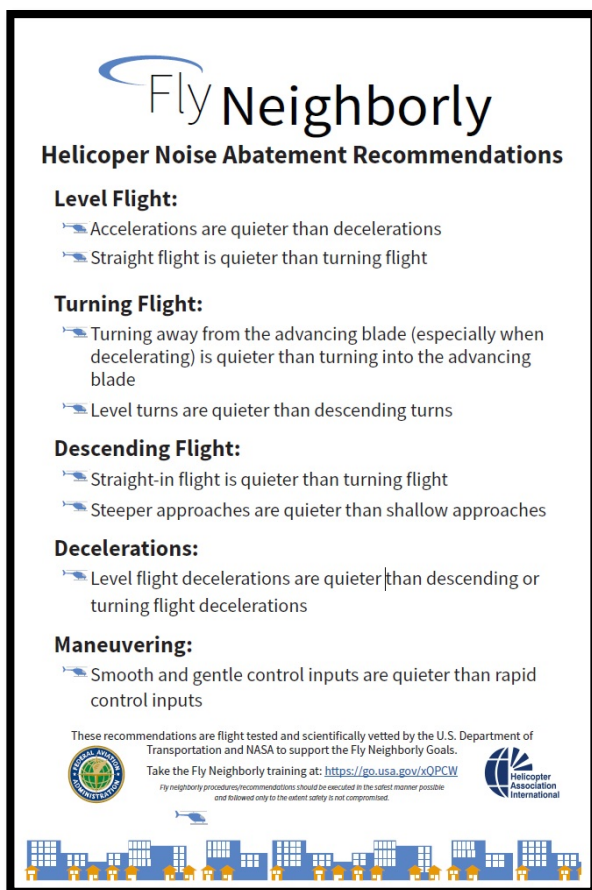 Fly Neighborly
Helicoper Noise Abatement Recommendations
Level Flight:
Accelerations are quieter than decelerations
Straight flight is quieter than turning flight
Turning Flight:
Turning away from the advancing blade (especially when
decelerating) is quieter than turning into the advancing
blade
Level turns are quieter than descending turns
Descending Flight:
Straight-in flight is quieter than turning flight
Steeper approaches are quieter than shallow approaches
Decelerations:
Level flight decelerations are quieter than descending or
turning flight decelerations
Maneuvering:
Smooth and gentle control inputs are quieter than rapid
control inputs
These recommendations are flight tested and scientifically vetted by the U.S. Department of
Transportation and NASA to support the Fly Neighborly Goals.
Take the Fly Neighborly training at: https://go.usa.gov/xQPCW
Fly neighborly procedures/recommendations should be executed in the safest manner possible
and followed only to the extent safety is not compromised.
FEDERAL AVIATION
ADMINISTRATION
Helicopter
Association
International